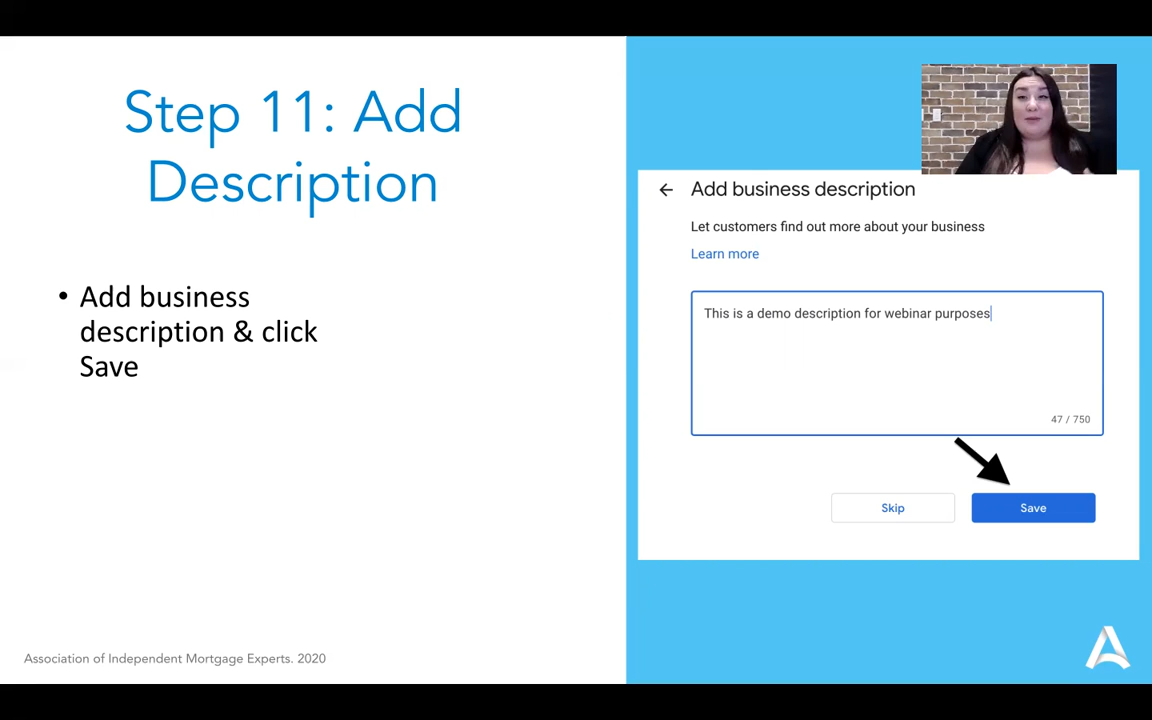 Step 11: Add
Description
• Add business
description & click
Save
Association of Independent Mortgage Experts. 2020
Add business description
Let customers find out more about your business
Learn more
This is a demo description for webinar purposes
47 / 750
Skip
Save